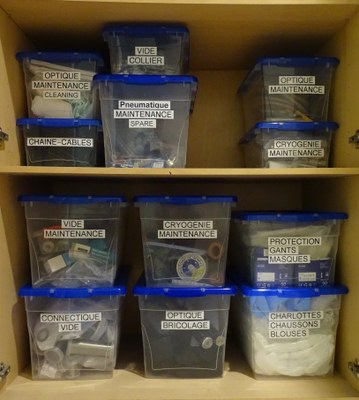 VIDE
COLLIER
OPTIQUE
MAINTENANCE
CLEANING
Pneumatique
MAINTENANCE
SPARE
OPTIQUE
MAINTENANCE
CHAINE-CABLES
CRYOGENIE
MAINTENANCE
VIDE
MAINTENANCE
CRYOGENIE
MAINTENANCE
PROTECTION
GANTS
MASQUES
CONNECTIQUE
VIDE
OPTIQUE
BRICOLAGE
CHARLOTTES
CHAUSSONS
BLOUSES